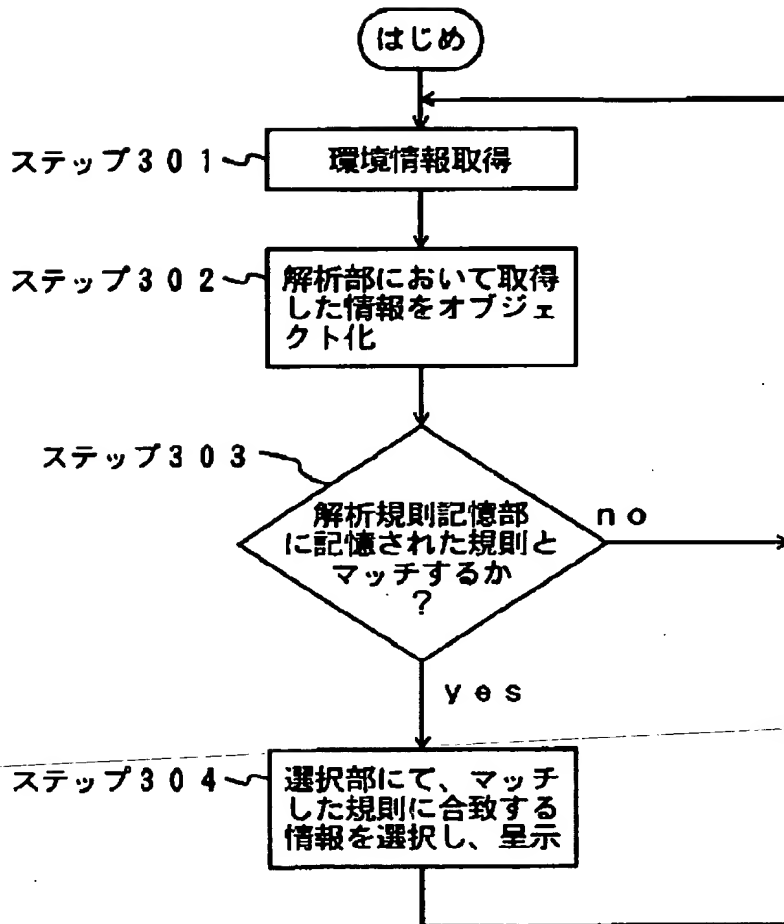 はじめ
ステップ３０１
環境情報取得
ステップ３０２
解析部において取得
した情報をオブジェ
クト化
ステップ３０３
解析規則記憶部
に記憶された規則と
マッチするか
？
ｎｏ
ｙｅｓ
ステップ３０４
選択部にて、マッチ
した規則に合致する
情報を選択し、呈示